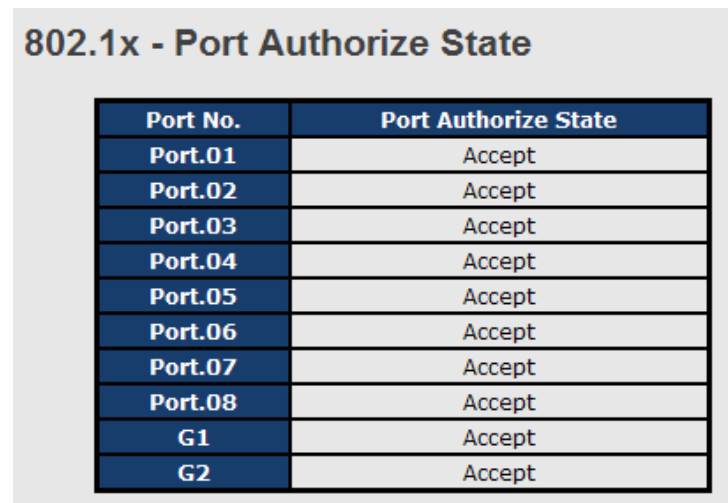 802.1x - Port Authorize State
Port No. Port Authorize State
Port.01 Accept
Port.02 Accept
Port.03 Accept
Port.04 Accept
Port.05 Accept
Port.06 Accept
Port.07 Accept
Port.08 Accept
G1 Accept
G2 Accept